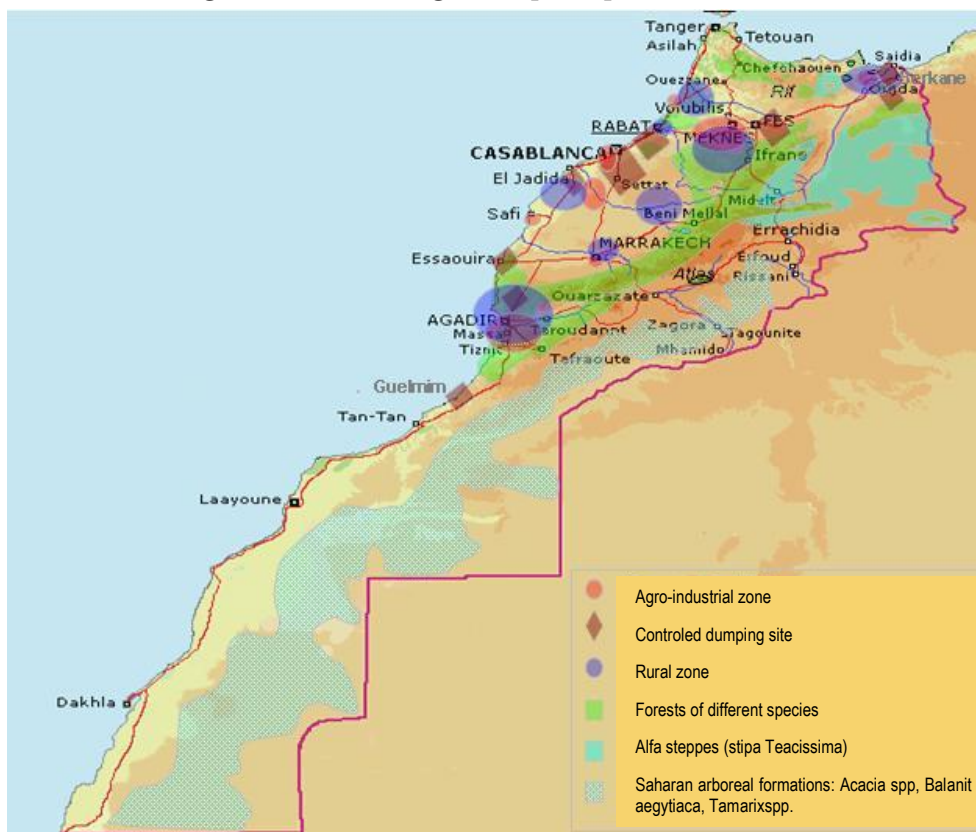 Tanger
Tetouan
Asilah
Chefchaouen
Saidia
Berkane
Ouezzane
Rif
Oujda
Volubilis
RABAT
FES
MEKNE
CASABLANCA
Ifrane
El Jadida
Settat
Midelt
Safi
Beni Mellal
Errachidia
MARRAKECH
Essaouira
Erfoud
Atlas
Rissani
Ouarzazate
AGADIR
Massa
Taroudannt
Zagora
Tagounite
Tiznit
Tafraoute
Mhamido
Guelmim
Tan-Tan
Laayoune
Dakhla
Agro-industrial zone
Controled dumping site
Rural zone
Forests of different species
Alfa steppes (stipa Teacissima)
Saharan arboreal formations: Acacia spp, Balanit
aegytiaca, Tamarixspp.